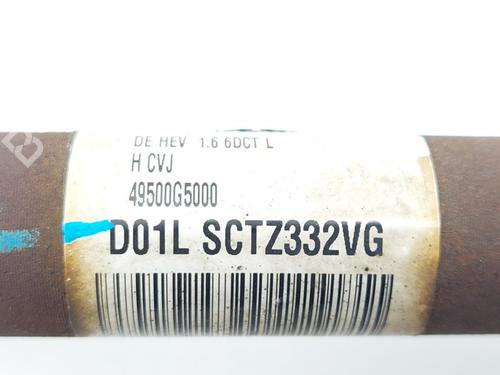 DE HEV 1.6 6DCT L
H CVJ
49500G5000
D01L SCTZ332VG